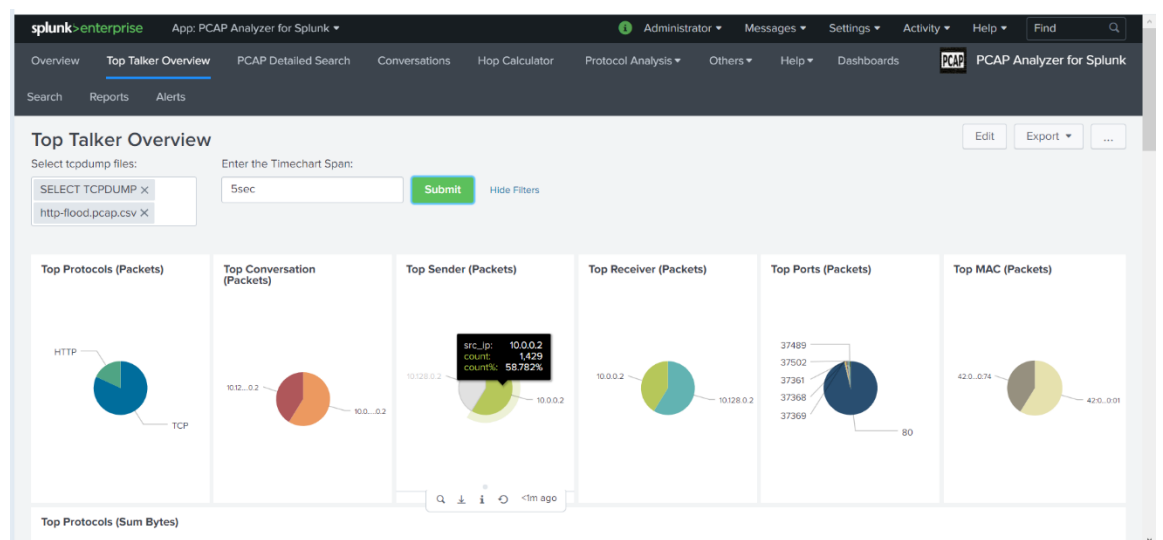 splunk>enterprise App: PCAP Analyzer for Splunk ▾ i Administrator ▾ Messages ▾ Settings ▾ Activity ▾ Help ▾ Find
Overview Top Talker Overview PCAP Detailed Search Conversations Hop Calculator Protocol Analysis ▾ Others ▾ Help ▾ Dashboards PCAP PCAP Analyzer for Splunk
Search Reports Alerts
Top Talker Overview Edit Export ▾ ...
Select tcpdump files: Enter the Timechart Span:
SELECT TCPDUMP × 5sec Submit Hide Filters
http-flood.pcap.csv ×
Top Protocols (Packets) Top Conversation (Packets) Top Sender (Packets) Top Receiver (Packets) Top Ports (Packets) Top MAC (Packets)
HTTP
TCP
10.12...0.2
10.0....0.2
src_ip: 10.0.0.2
count: 1,429
count%: 58.782%
10.128.0.2
10.0.0.2
10.0.0.2
10.128.0.2
37489
37502
37361
37368
37369
80
42:0...0:74
42:0...0:01
i <1m ago
Top Protocols (Sum Bytes)